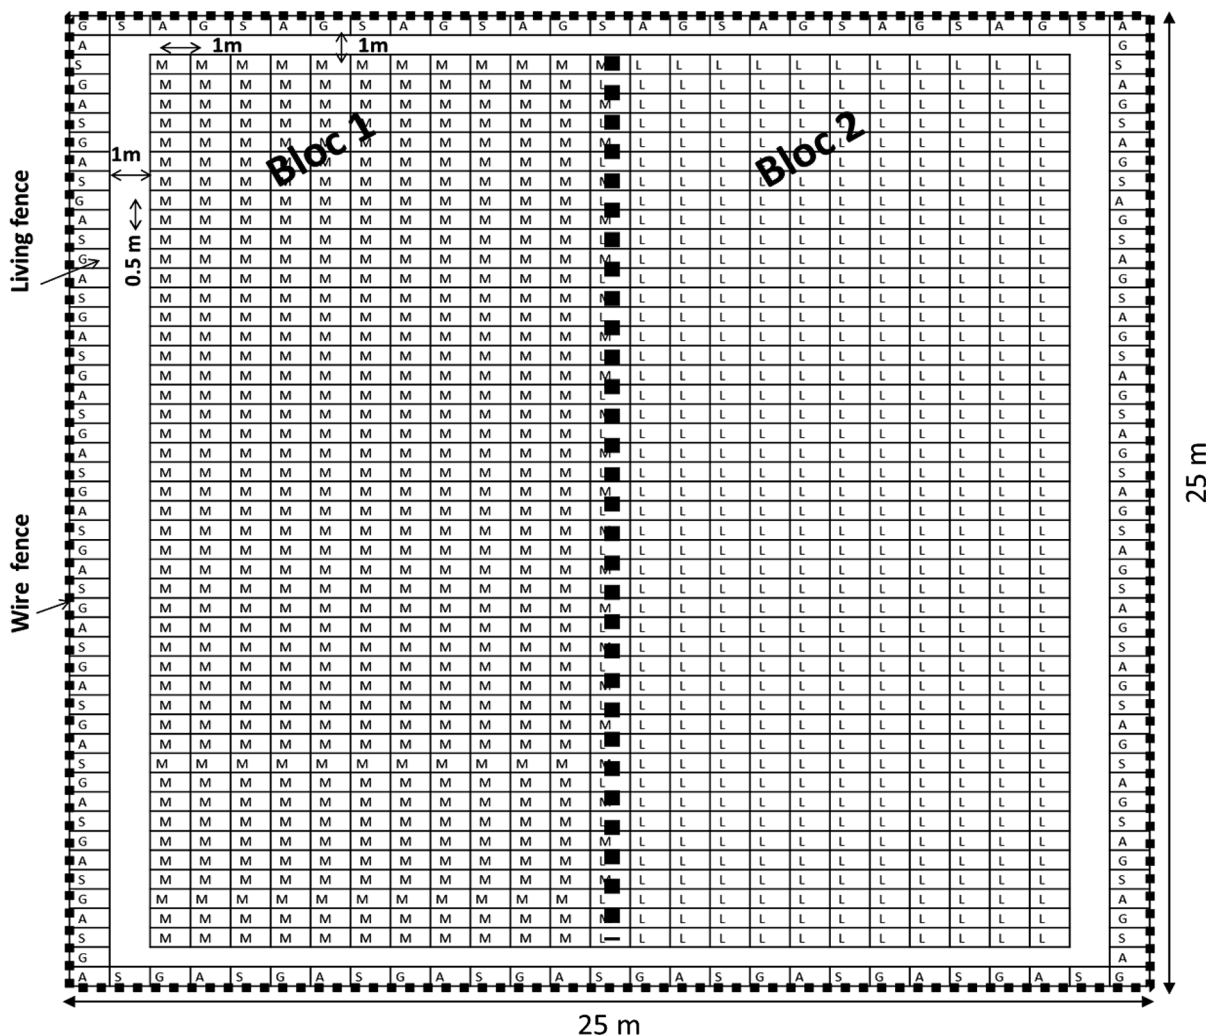 G S A G S A G S A G S A G S A G S A G S A G S A G S A
A 1m 1m G
S M M M M M M M M M M M M L L L L L L L L L L L S
G M M M M M M M M M M M L L L L L L L L L L L L A
A M M M M M M M M M M M M L L L L L L L L L L L G
S M M M M M M M M M M M L L L L L L L L L L L L S
G M M M M M M M M M M M M L L L L L L L L L L L A
Bloc 1 Bloc 2
1m
A M M M M M M M M M M M L L L L L L L L L L L L G
S M M M M M M M M M M M M L L L L L L L L L L L S
G M M M M M M M M M M M L L L L L L L L L L L L A
A M M M M M M M M M M M M L L L L L L L L L L L G
S M M M M M M M M M M M L L L L L L L L L L L L S
Living fence
0.5 m
G M M M M M M M M M M M M L L L L L L L L L L L A
A M M M M M M M M M M M L L L L L L L L L L L L G
S M M M M M M M M M M M M L L L L L L L L L L L S
G M M M M M M M M M M M L L L L L L L L L L L L A
A M M M M M M M M M M M M L L L L L L L L L L L G
S M M M M M M M M M M M L L L L L L L L L L L L S
G M M M M M M M M M M M M L L L L L L L L L L L A
A M M M M M M M M M M M L L L L L L L L L L L L G
S M M M M M M M M M M M M L L L L L L L L L L L S
G M M M M M M M M M M M L L L L L L L L L L L L A
A M M M M M M M M M M M M L L L L L L L L L L L G
S M M M M M M M M M M M L L L L L L L L L L L L S
25 m
G M M M M M M M M M M M M L L L L L L L L L L L A
A M M M M M M M M M M M L L L L L L L L L L L L G
S M M M M M M M M M M M M L L L L L L L L L L L S
G M M M M M M M M M M M L L L L L L L L L L L L A
A M M M M M M M M M M M M L L L L L L L L L L L G
Wire fence
S M M M M M M M M M M M L L L L L L L L L L L L S
G M M M M M M M M M M M M L L L L L L L L L L L A
A M M M M M M M M M M M L L L L L L L L L L L L G
S M M M M M M M M M M M M L L L L L L L L L L L S
G M M M M M M M M M M M L L L L L L L L L L L L A
A M M M M M M M M M M M M L L L L L L L L L L L G
S M M M M M M M M M M M L L L L L L L L L L L L S
G M M M M M M M M M M M M L L L L L L L L L L L A
A M M M M M M M M M M M L L L L L L L L L L L L G
S M M M M M M M M M M M M L L L L L L L L L L L S
G M M M M M M M M M M M L L L L L L L L L L L L A
A M M M M M M M M M M M M L L L L L L L L L L L G
S M M M M M M M M M M M L L L L L L L L L L L L S
G M M M M M M M M M M M M L L L L L L L L L L L A
A M M M M M M M M M M M L L L L L L L L L L L L G
S M M M M M M M M M M M M L L L L L L L L L L L S
G M M M M M M M M M M M L L L L L L L L L L L L A
A M M M M M M M M M M M M L L L L L L L L L L L G
S M M M M M M M M M M M L L L L L L L L L L L L S
G A
A S G A S G A S G A S G A S G A S G A S G A S G A S G
25 m